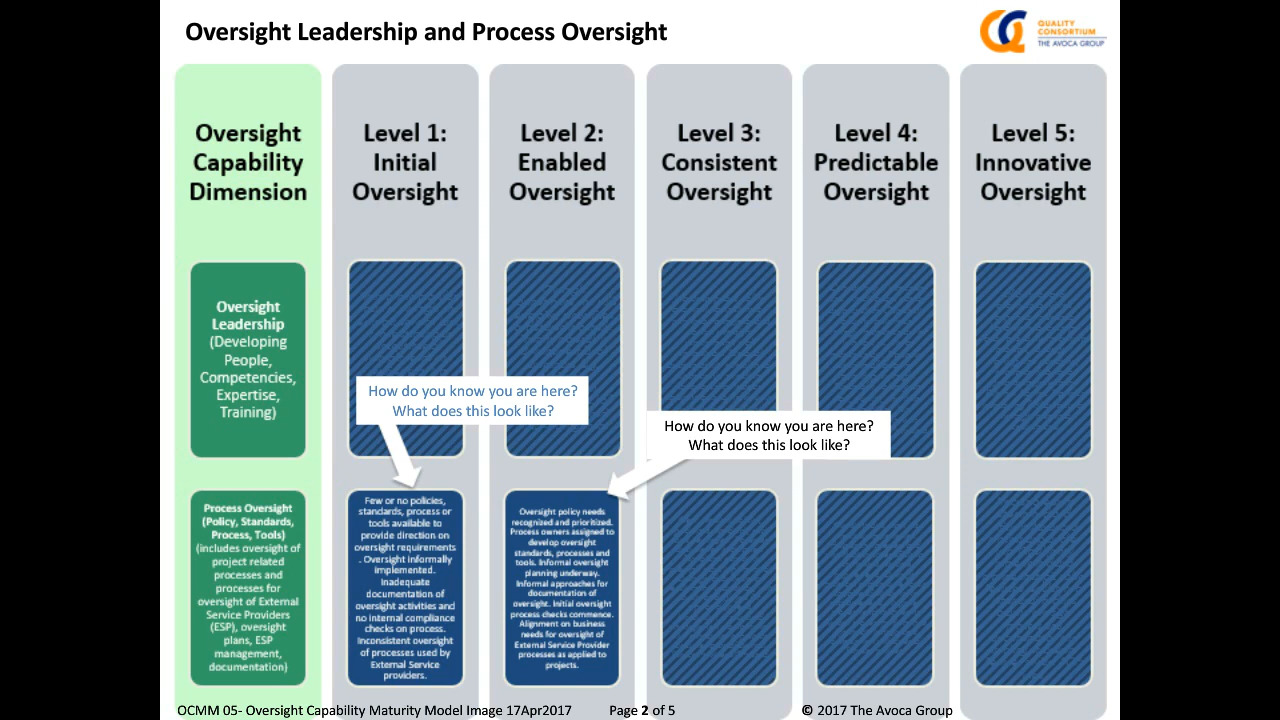 Oversight Leadership and Process Oversight
QUALITY
CONSORTIUM
THE AVOCA GROUP
Oversight
Capability
Dimension
Level 1:
Initial
Oversight
Level 2:
Enabled
Oversight
Level 3:
Consistent
Oversight
Level 4:
Predictable
Oversight
Level 5:
Innovative
Oversight
Oversight
Leadership
(Developing
People,
Competencies,
Expertise,
Training)
How do you know you are here?
What does this look like?
How do you know you are here?
What does this look like?
Process Oversight
(Policy, Standards,
Process, Tools)
(includes oversight of
project related
processes and
processes for
oversight of External
Service Providers
(ESP), oversight
plans, ESP
management,
documentation)
Few or no policies,
standards, process or
tools available to
provide direction on
oversight requirements
. Oversight informally
implemented.
Inadequate
documentation of
oversight activities and
no internal compliance
checks on process.
Inconsistent oversight
of processes used by
External Service
providers.
Oversight policy needs
recognized and prioritized.
Process owners assigned to
develop oversight
standards, processes and
tools. Informal oversight
planning underway.
Informal approaches for
documentation of
oversight. Initial oversight
process checks commence.
Alignment on business
needs for oversight of
External Service Provider
processes as applied to
projects.
OCMM 05- Oversight Capability Maturity Model Image 17Apr2017 Page 2 of 5 © 2017 The Avoca Group